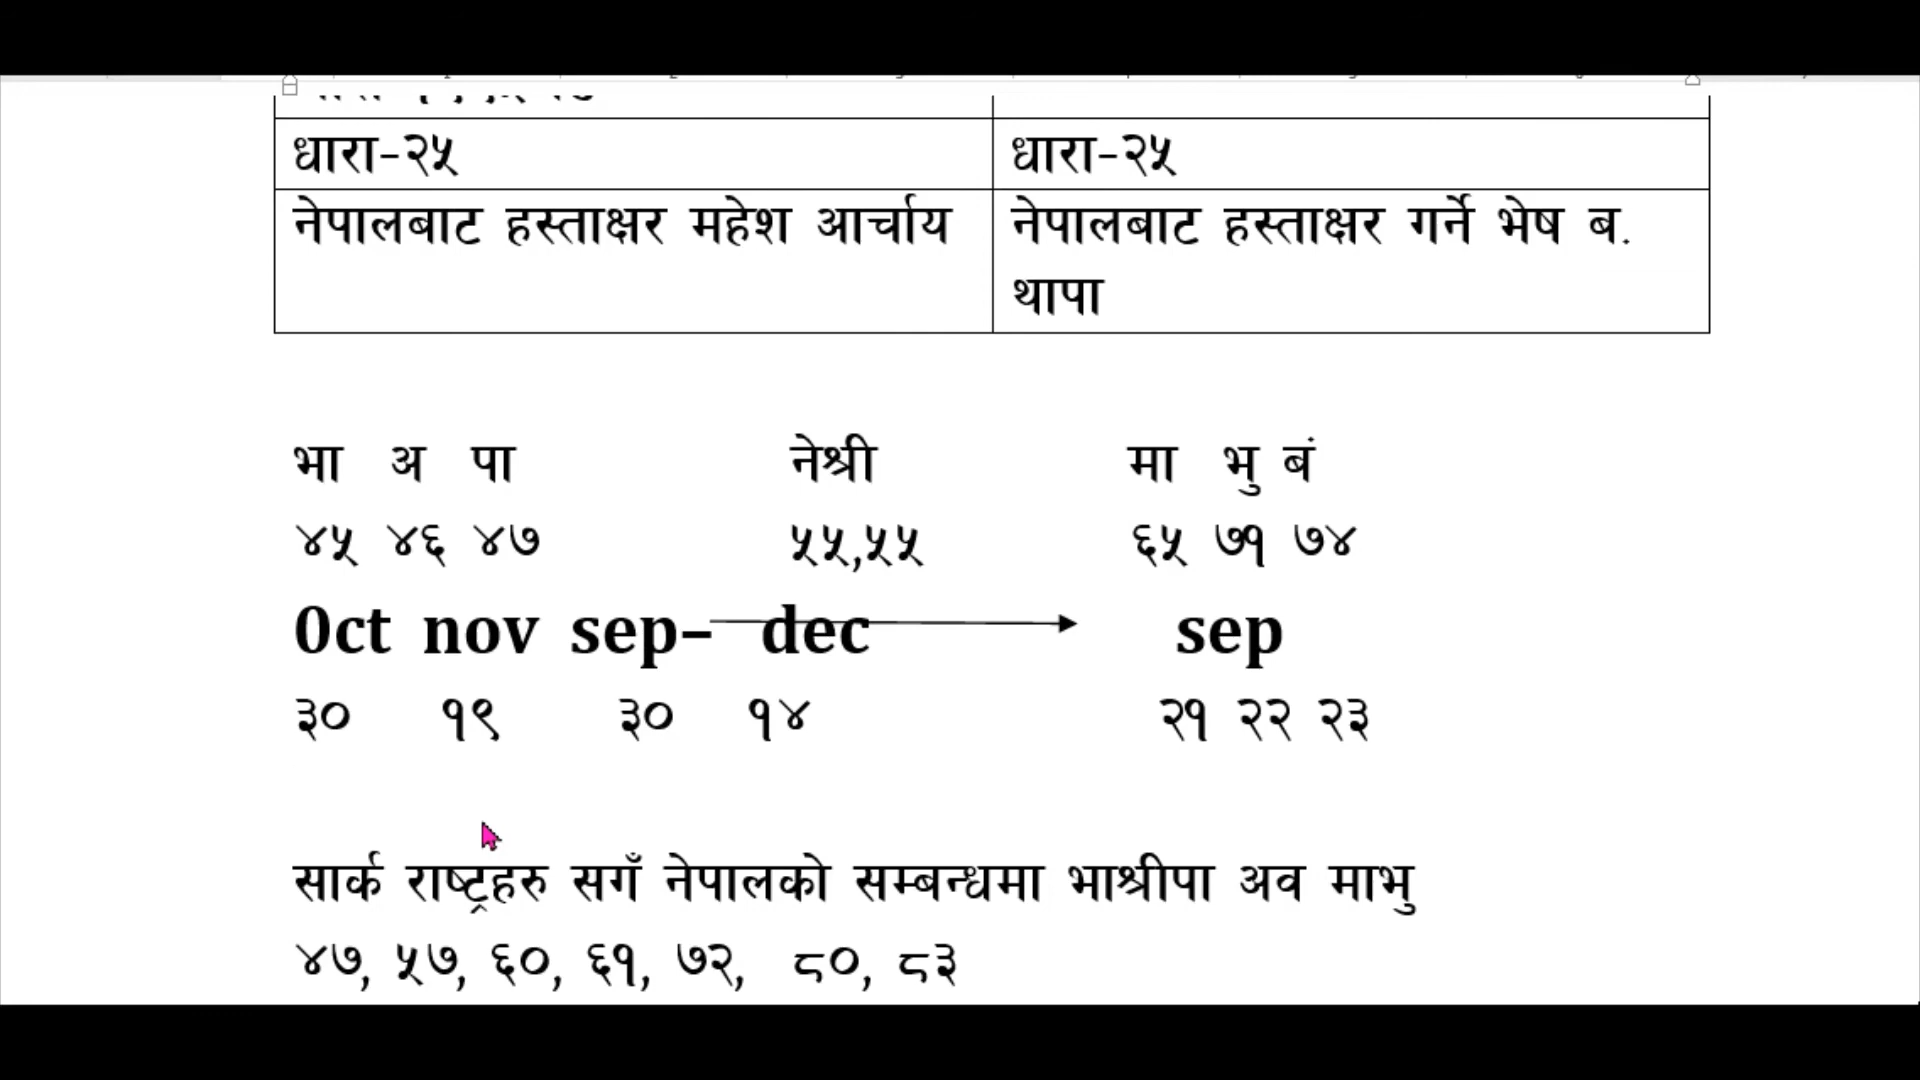 धारा-२५ धारा-२५
नेपालबाट हस्ताक्षर महेश आर्चाय नेपालबाट हस्ताक्षर गर्ने भेष ब.
थापा
भा अ पा नेश्री मा भु बं
४५ ४६ ४७ ५५,५५ ६५ ७१ ७४
0ct nov sep– dec sep
३० १९ ३० १४ २१ २२ २३
सार्क राष्ट्रहरु सगँ नेपालको सम्बन्धमा भाश्रीपा अव माभु
४७, ५७, ६०, ६१, ७२, ८०, ८३